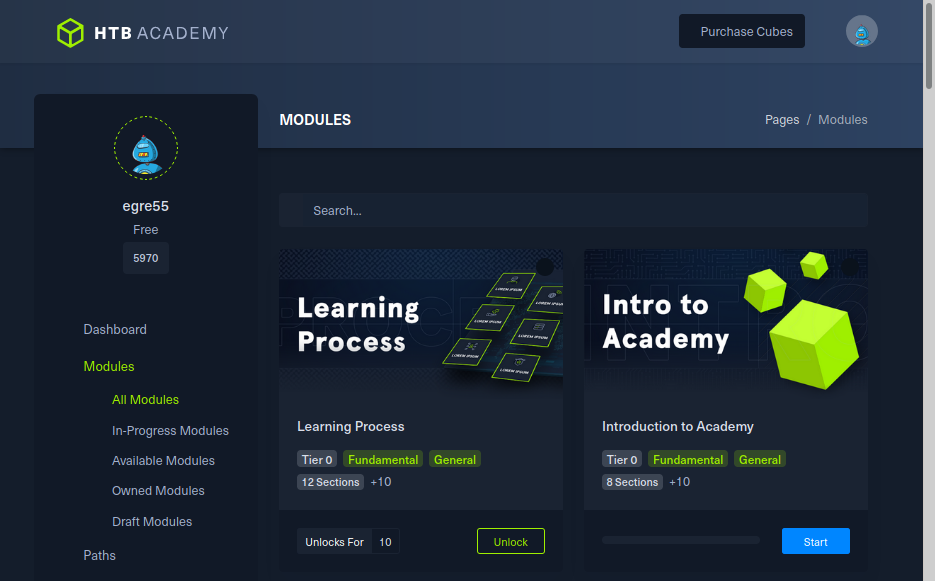 HTB ACADEMY
Purchase Cubes
egre55
Free
5970
Dashboard
Modules
All Modules
In-Progress Modules
Available Modules
Owned Modules
Draft Modules
Paths
MODULES
Pages / Modules
Search...
Learning
Process
LOREM IPSUM
LOREM IPSUM
LOREM IPSUM
LOREM IPSUM
LOREM IPSUM
LOREM IPSUM
Learning Process
Tier 0 Fundamental General
12 Sections +10
Unlocks For 10 Unlock
Intro to
Academy
Introduction to Academy
Tier 0 Fundamental General
8 Sections +10
Start